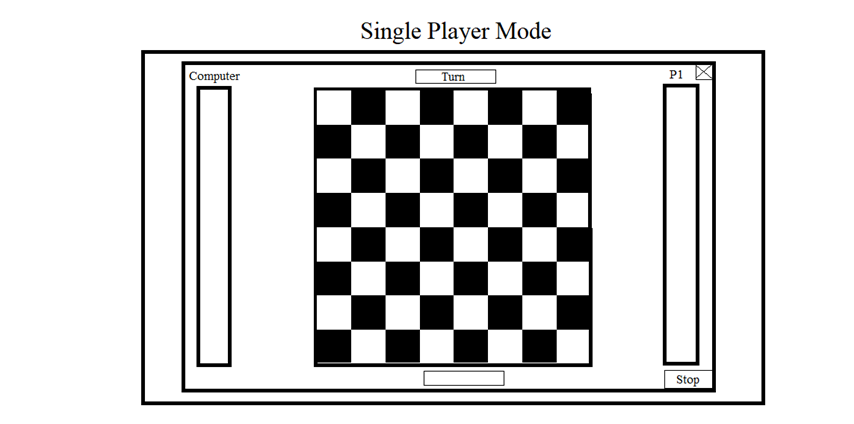 Single Player Mode
Computer
Turn
P1
Stop